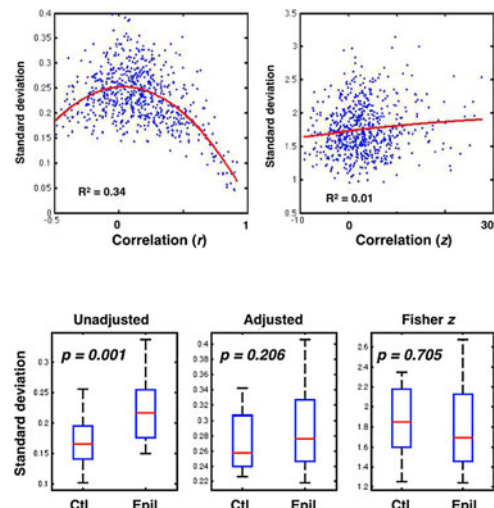 0.4
0.35
0.3
0.25
0.2
0.15
0.1
0.05
0
-0.5
0
1
Standard deviation
R² = 0.34
Correlation (r)
3.5
3
2.5
2
1.5
1
0.5
-10
0
30
Standard deviation
R² = 0.01
Correlation (z)
Unadjusted
p = 0.001
0.3
0.25
0.2
0.15
0.1
Standard deviation
Ctl Epil
Adjusted
p = 0.206
0.4
0.38
0.36
0.34
0.32
0.3
0.28
0.26
0.24
0.22
Ctl Epil
Fisher z
p = 0.705
2.6
2.4
2.2
2
1.8
1.6
1.4
1.2
Ctl Epil